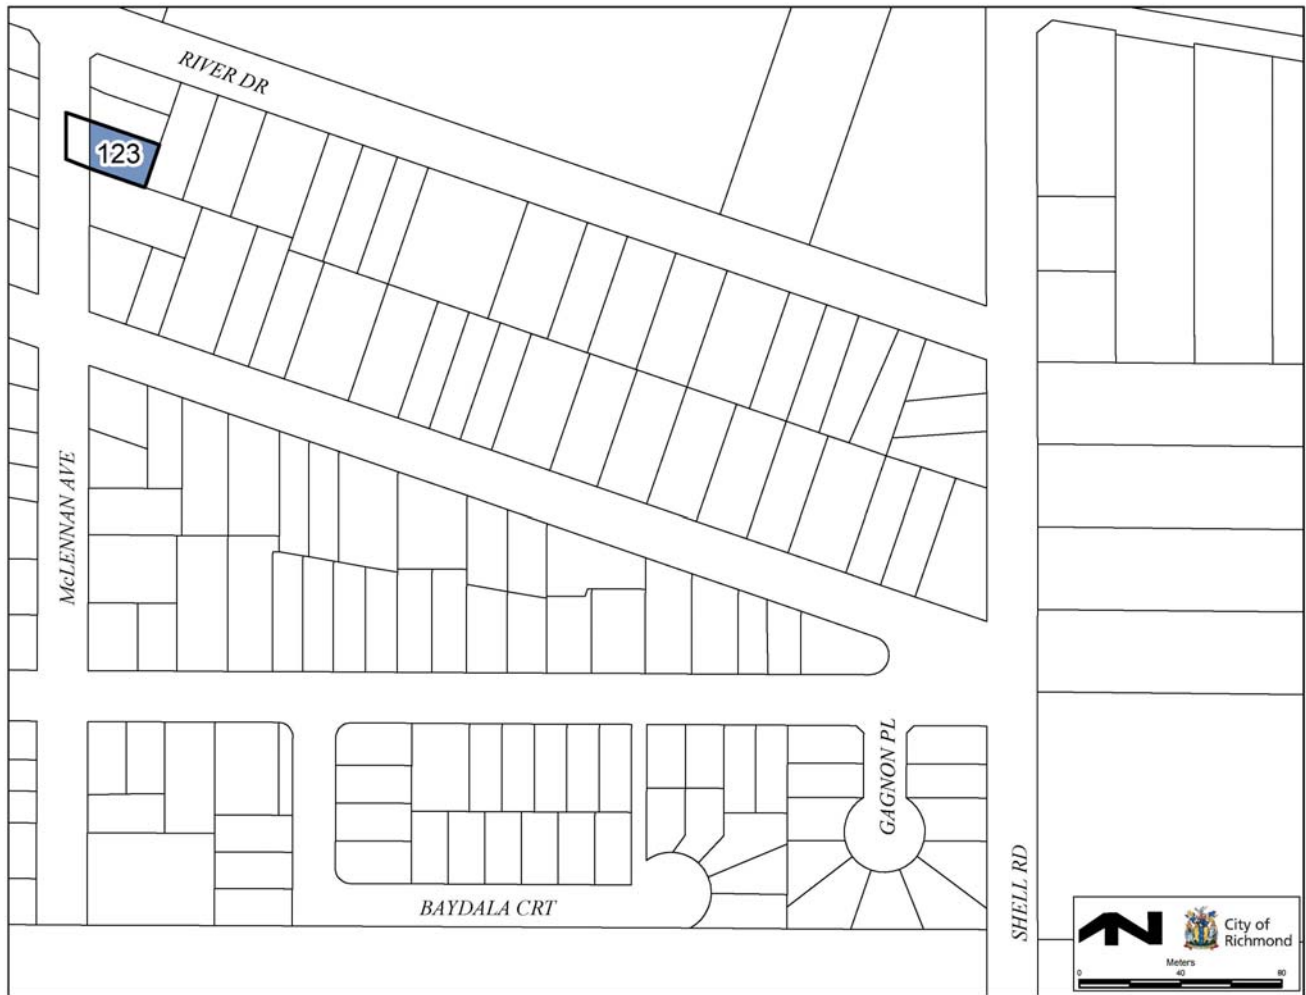 RIVER DR
123
McLENNAN AVE
GAGNON PL
SHELL RD
BAYDALA CRT
N
City of
Richmond
Meters
0 40 80